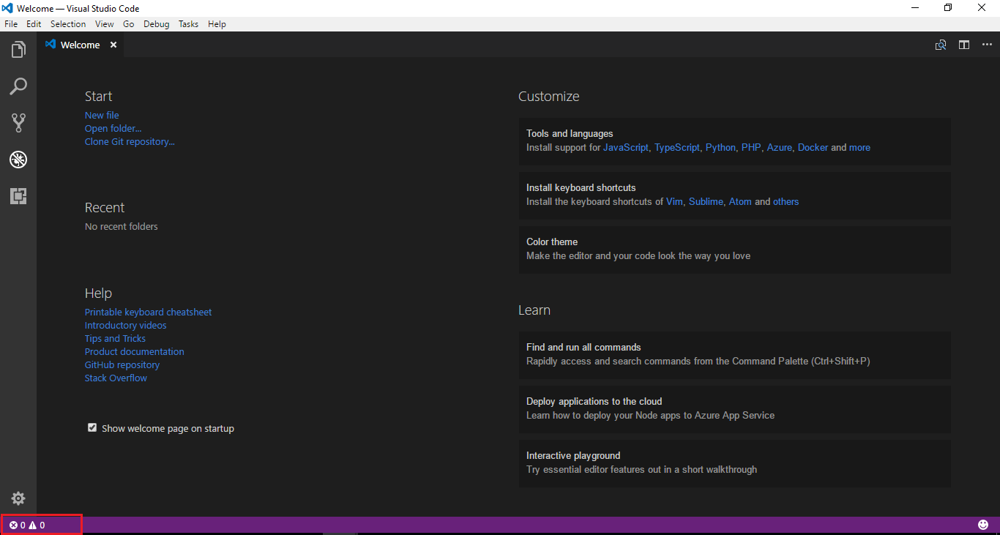 Welcome — Visual Studio Code
File Edit Selection View Go Debug Tasks Help
Welcome
Start
New file
Open folder...
Clone Git repository...
Recent
No recent folders
Help
Printable keyboard cheatsheet
Introductory videos
Tips and Tricks
Product documentation
GitHub repository
Stack Overflow
Show welcome page on startup
Customize
Tools and languages
Install support for JavaScript, TypeScript, Python, PHP, Azure, Docker and more
Install keyboard shortcuts
Install the keyboard shortcuts of Vim, Sublime, Atom and others
Color theme
Make the editor and your code look the way you love
Learn
Find and run all commands
Rapidly access and search commands from the Command Palette (Ctrl+Shift+P)
Deploy applications to the cloud
Learn how to deploy your Node apps to Azure App Service
Interactive playground
Try essential editor features out in a short walkthrough
0 0